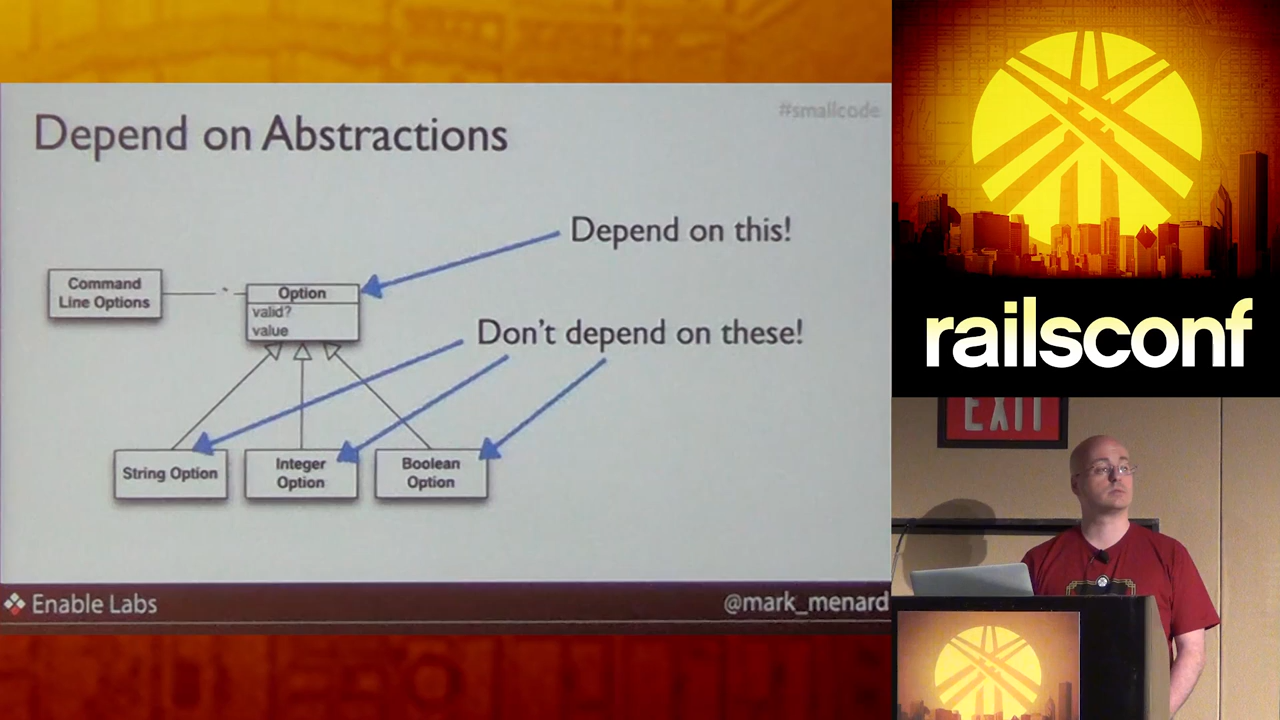 #smallcode
Depend on Abstractions
Depend on this!
Command
Line Options
*
Option
valid?
value
Don't depend on these!
String Option
Integer
Option
Boolean
Option
Enable Labs
@mark_menard
railsconf
EXIT